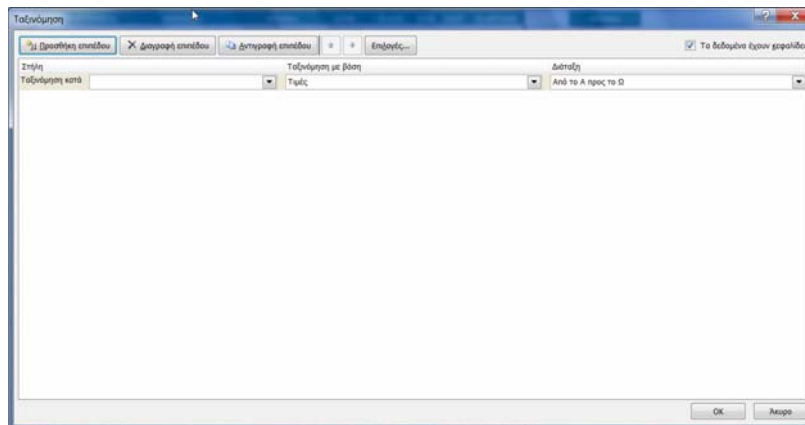 Ταξινόμηση
Προσθήκη επιπέδου Διαγραφή επιπέδου Αντιγραφή επιπέδου Επιλογές... Τα δεδομένα έχουν κεφαλίδε
Στήλη Ταξινόμηση με βάση Διάταξη
Ταξινόμηση κατά Τιμές Από το Α προς το Ω
OK Άκυρο